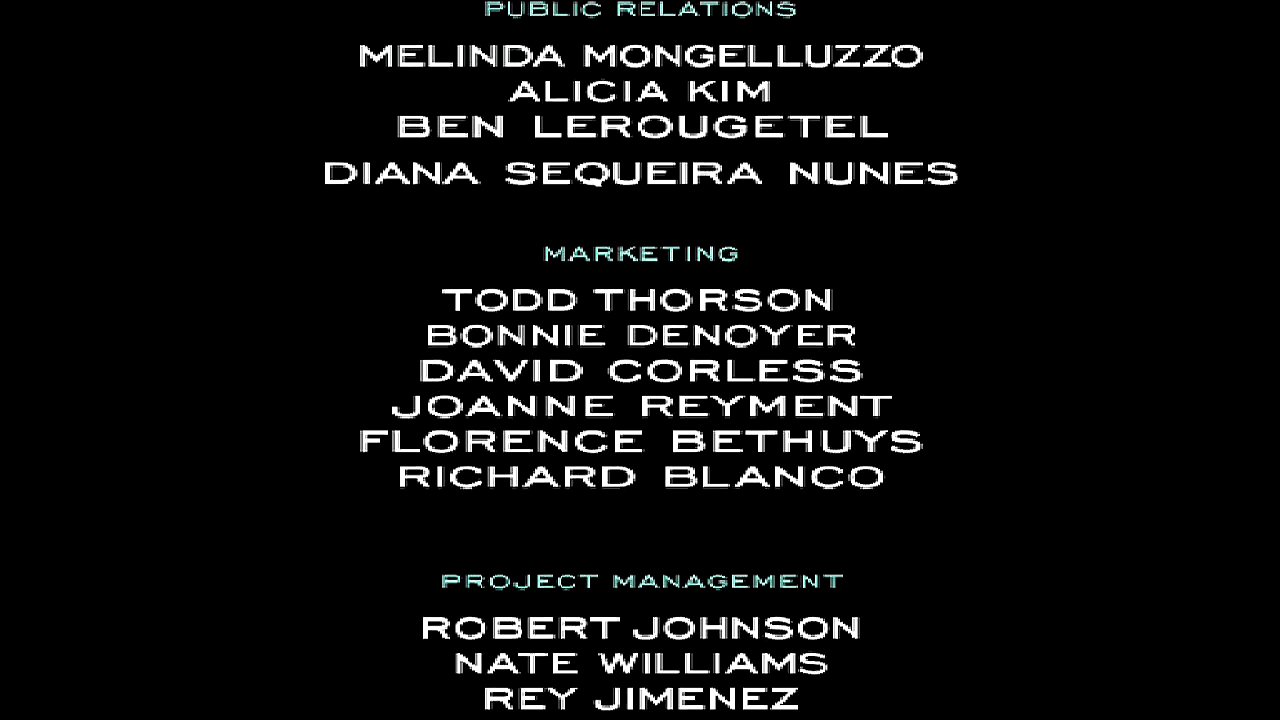 PUBLIC RELATIONS
MELINDA MONGELLUZZO
ALICIA KIM
BEN LEROUGETEL
DIANA SEQUEIRA NUNES
MARKETING
TODD THORSON
BONNIE DENOYER
DAVID CORLESS
JOANNE REYMENT
FLORENCE BETHUYS
RICHARD BLANCO
PROJECT MANAGEMENT
ROBERT JOHNSON
NATE WILLIAMS
REY JIMENEZ